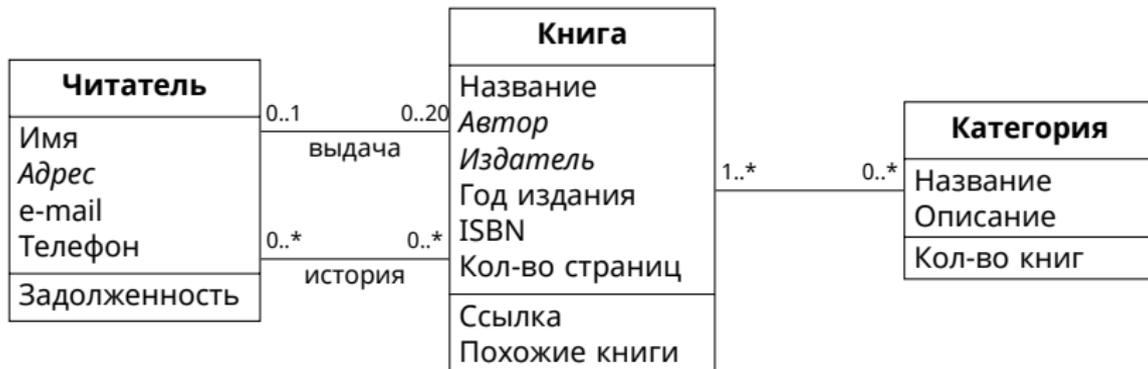 Читатель
Имя
Адрес
e-mail
Телефон
Задолженность
0..1
0..20
выдача
0..*
0..*
история
Книга
Название
Автор
Издатель
Год издания
ISBN
Кол-во страниц
Ссылка
Похожие книги
1..*
0..*
Категория
Название
Описание
Кол-во книг